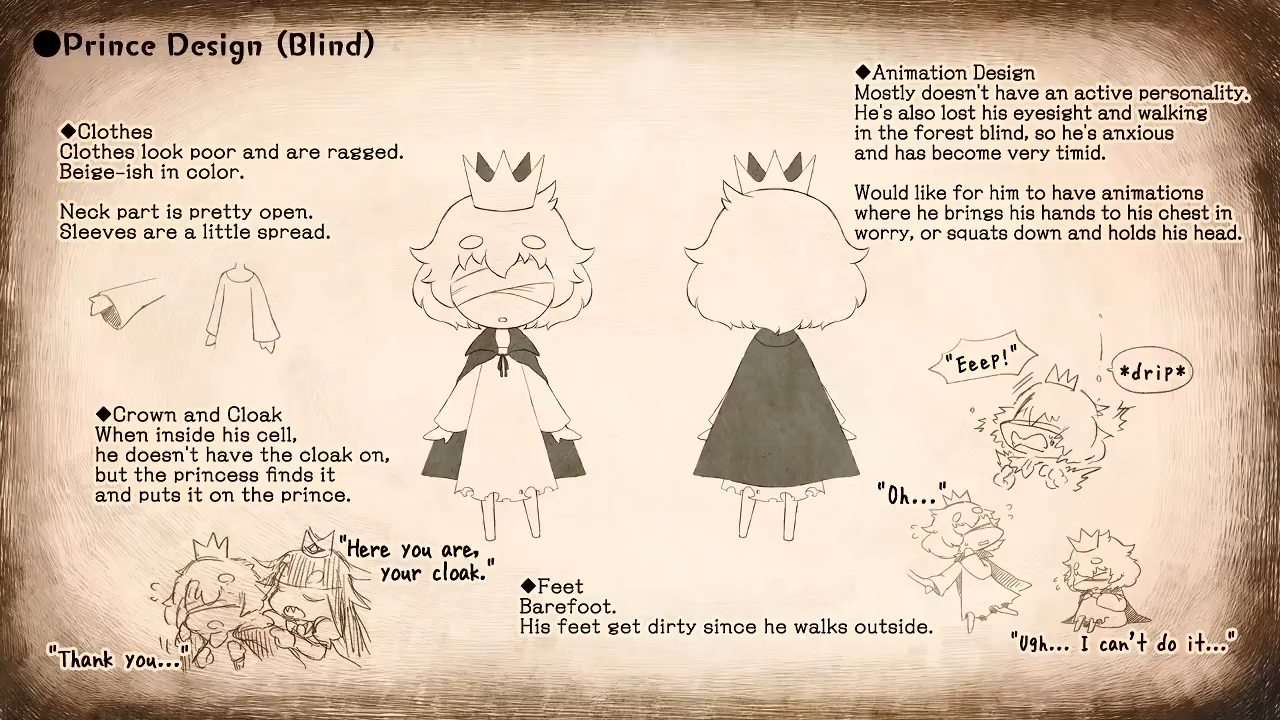 ●Prince Design (Blind)
◆Clothes
Clothes look poor and are ragged.
Beige-ish in color.
Neck part is pretty open.
Sleeves are a little spread.
◆Crown and Cloak
When inside his cell,
he doesn't have the cloak on,
but the princess finds it
and puts it on the prince.
"Here you are,
your cloak."
"Thank you..."
◆Feet
Barefoot.
His feet get dirty since he walks outside.
◆Animation Design
Mostly doesn't have an active personality.
He's also lost his eyesight and walking
in the forest blind, so he's anxious
and has become very timid.
Would like for him to have animations
where he brings his hands to his chest in
worry, or squats down and holds his head.
"Eeep!"
*drip*
"Oh..."
"Ugh... I can't do it..."